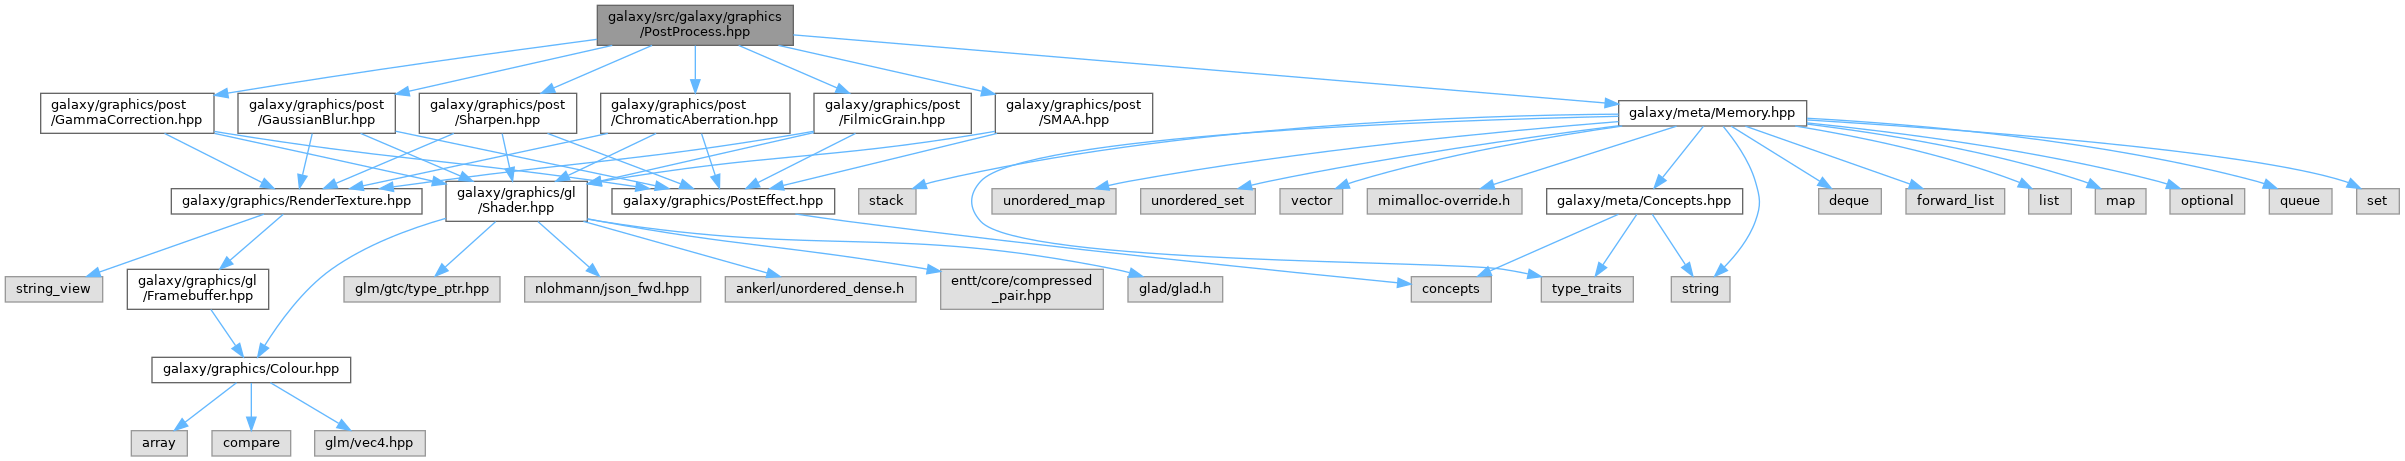 galaxy/src/galaxy/graphics
/PostProcess.hpp
galaxy/graphics/post
/GammaCorrection.hpp
galaxy/graphics/post
/GaussianBlur.hpp
galaxy/graphics/post
/Sharpen.hpp
galaxy/graphics/post
/ChromaticAberration.hpp
galaxy/graphics/post
/FilmicGrain.hpp
galaxy/graphics/post
/SMAA.hpp
galaxy/meta/Memory.hpp
galaxy/graphics/RenderTexture.hpp
galaxy/graphics/gl
/Shader.hpp
galaxy/graphics/PostEffect.hpp
stack
unordered_map
unordered_set
vector
mimalloc-override.h
galaxy/meta/Concepts.hpp
deque
forward_list
list
map
optional
queue
set
string_view
galaxy/graphics/gl
/Framebuffer.hpp
glm/gtc/type_ptr.hpp
nlohmann/json_fwd.hpp
ankerl/unordered_dense.h
entt/core/compressed
_pair.hpp
glad/glad.h
concepts
type_traits
string
galaxy/graphics/Colour.hpp
array
compare
glm/vec4.hpp